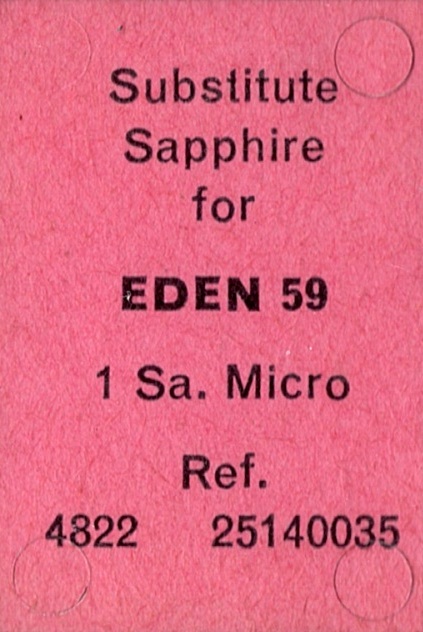 Substitute
Sapphire
for
EDEN 59
1 Sa. Micro
Ref.
4822 25140035